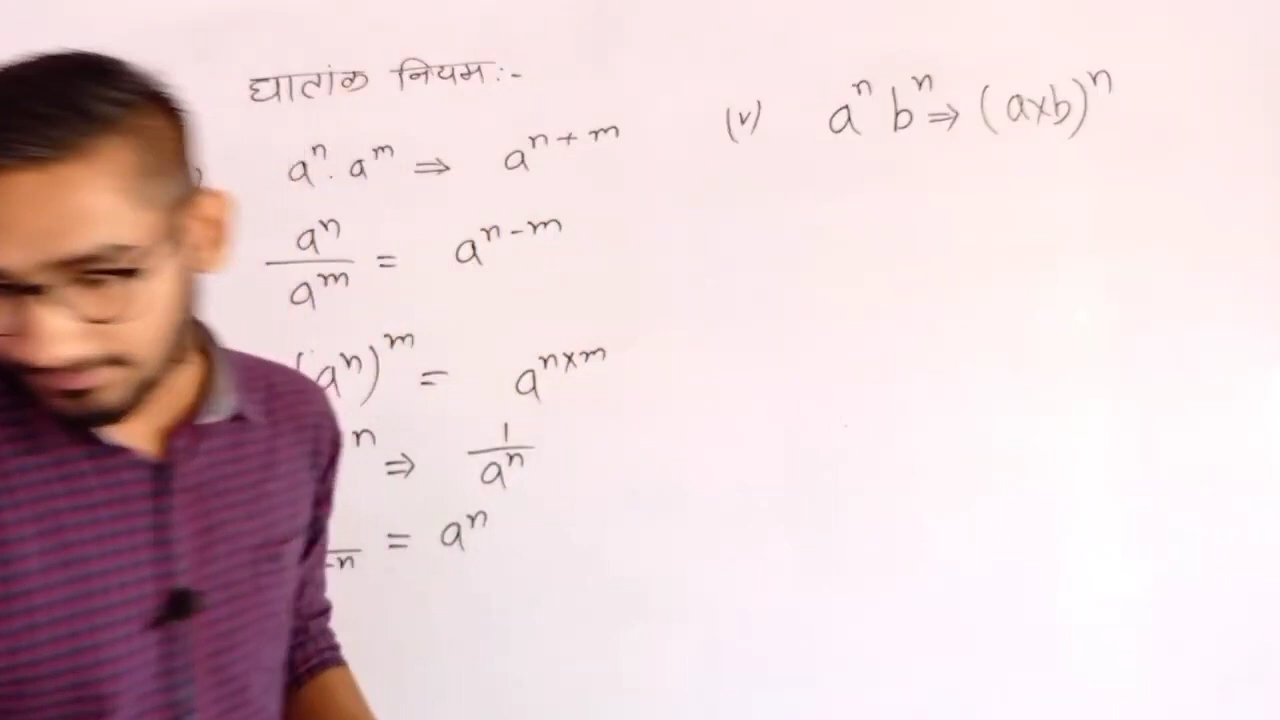 घातांक नियम :-
aⁿ . aᵐ ⇒ aⁿ⁺ᵐ
aⁿ/aᵐ = aⁿ⁻ᵐ
(aⁿ)ᵐ = aⁿˣᵐ
ⁿ ⇒ 1/aⁿ
-n = aⁿ
(v) aⁿ bⁿ ⇒ (a×b)ⁿ